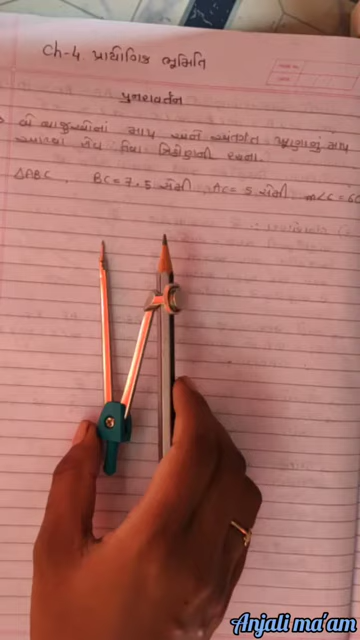 Ch-4 પ્રાયોગિક ભૂમિતિ
પુનરાવર્તન
બે બાજુઓનાં માપ અને અંતર્ગત ખૂણાનું માપ
આપેલ હોય તેવા ત્રિકોણની રચના.
△ABC, BC = 7.5 સેમી, AC = 5 સેમી, m∠C = 60
Anjali ma'am